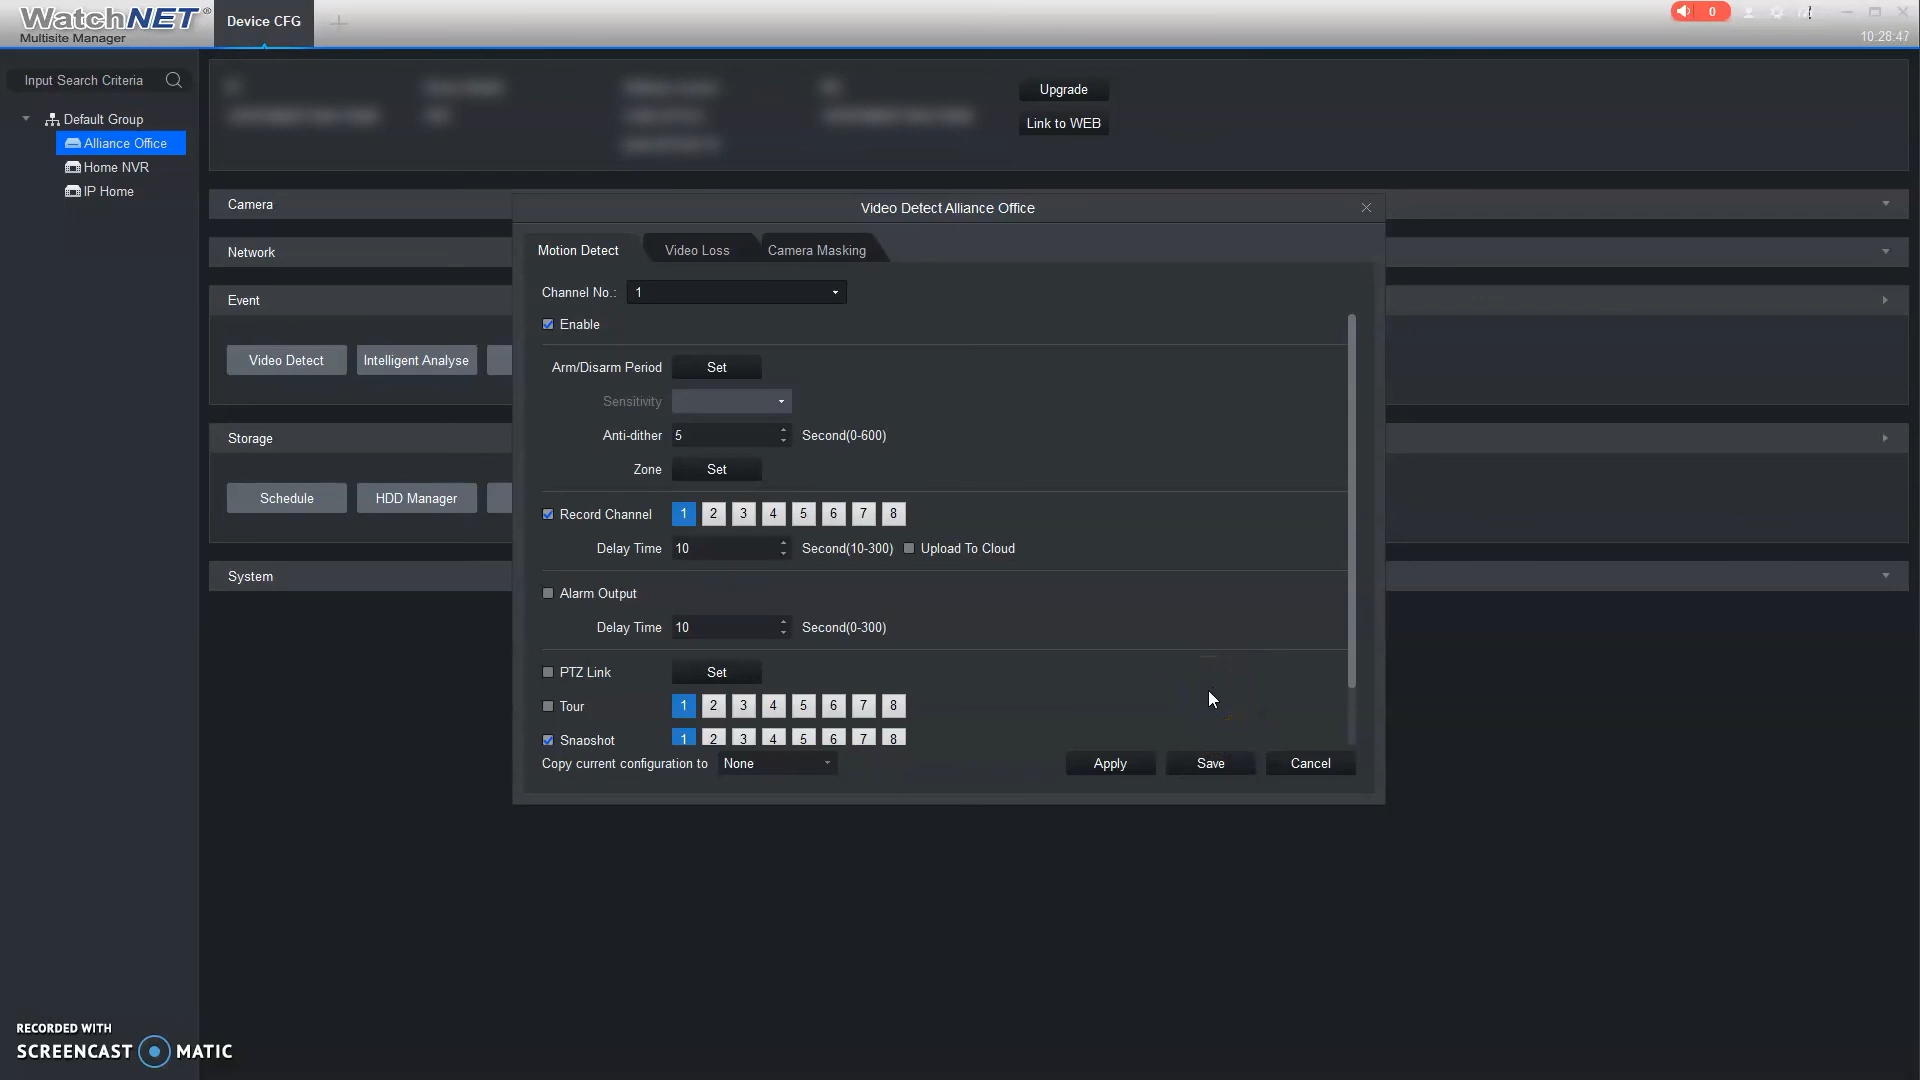 WatchNET®
Multisite Manager
Device CFG
0
10:28:47
Input Search Criteria
Default Group
Alliance Office
Home NVR
IP Home
Upgrade
Link to WEB
Camera
Network
Event
Video Detect
Intelligent Analyse
Storage
Schedule
HDD Manager
System
Video Detect Alliance Office
Motion Detect
Video Loss
Camera Masking
Channel No.: 1
Enable
Arm/Disarm Period Set
Sensitivity
Anti-dither 5 Second(0-600)
Zone Set
Record Channel 1 2 3 4 5 6 7 8
Delay Time 10 Second(10-300) Upload To Cloud
Alarm Output
Delay Time 10 Second(0-300)
PTZ Link Set
Tour 1 2 3 4 5 6 7 8
Snapshot 1 2 3 4 5 6 7 8
Copy current configuration to None
Apply Save Cancel
RECORDED WITH
SCREENCAST MATIC